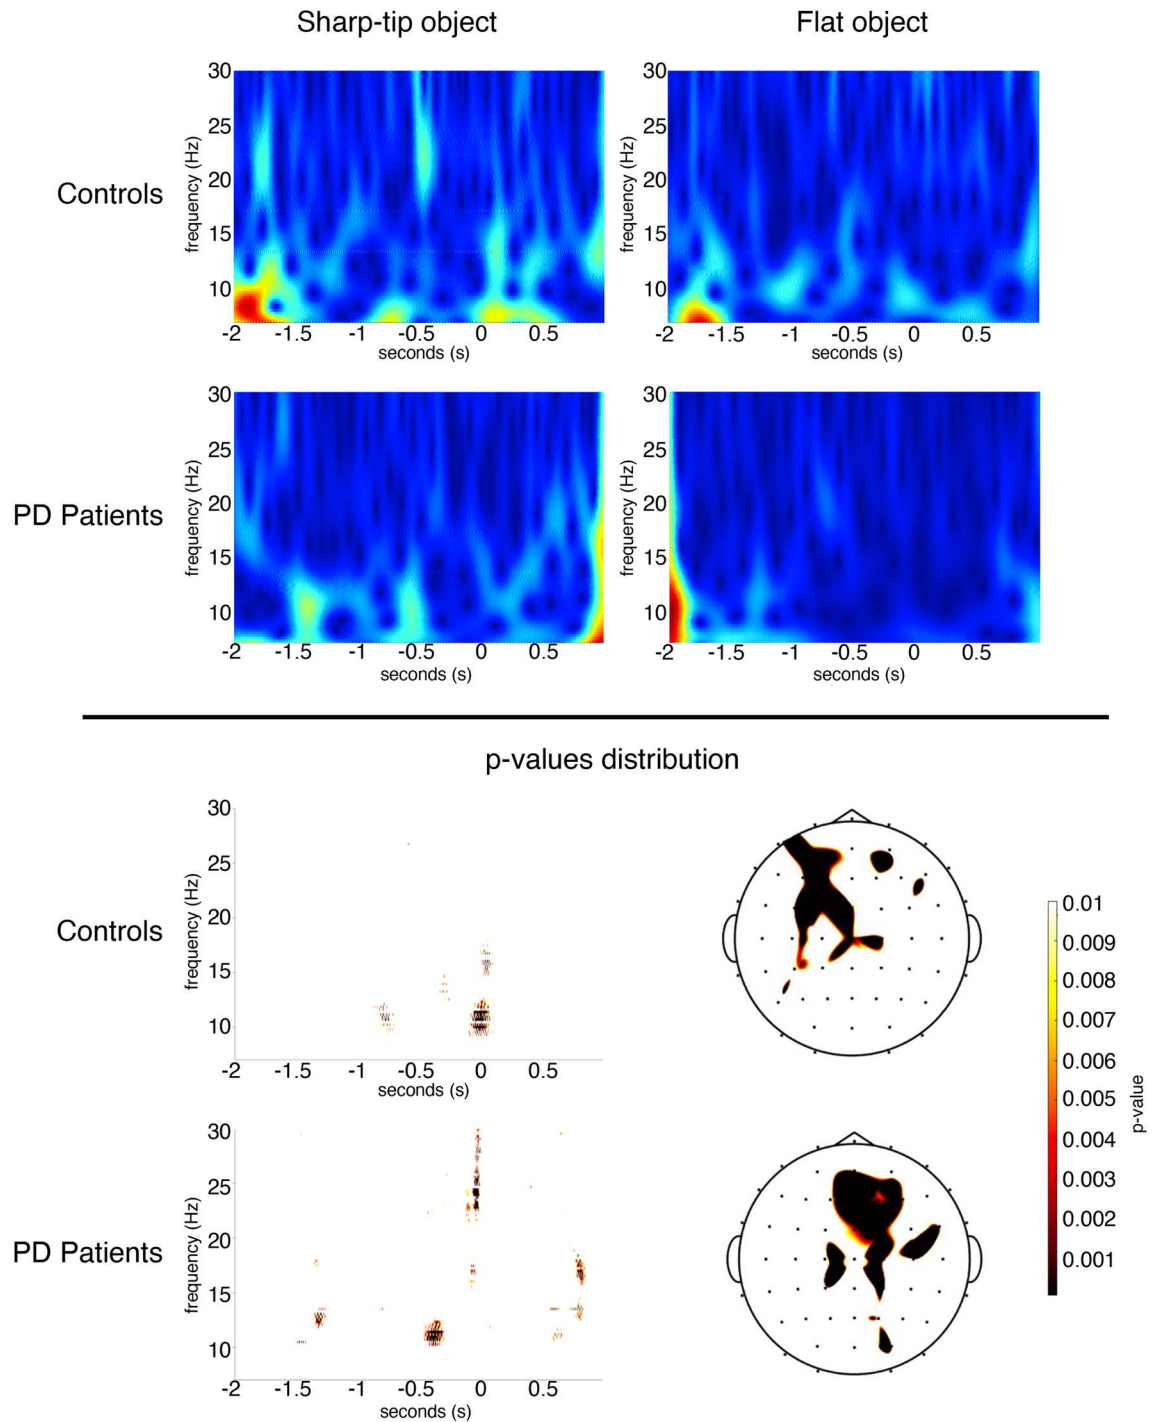 Sharp-tip object
Flat object
Controls
frequency (Hz)
30
25
20
15
10
-2 -1.5 -1 -0.5 0 0.5
seconds (s)
frequency (Hz)
30
25
20
15
10
-2 -1.5 -1 -0.5 0 0.5
seconds (s)
PD Patients
frequency (Hz)
30
25
20
15
10
-2 -1.5 -1 -0.5 0 0.5
seconds (s)
frequency (Hz)
30
25
20
15
10
-2 -1.5 -1 -0.5 0 0.5
seconds (s)
p-values distribution
Controls
frequency (Hz)
30
25
20
15
10
-2 -1.5 -1 -0.5 0 0.5
seconds (s)
PD Patients
frequency (Hz)
30
25
20
15
10
-2 -1.5 -1 -0.5 0 0.5
seconds (s)
0.01
0.009
0.008
0.007
0.006
0.005
0.004
0.003
0.002
0.001
p-value